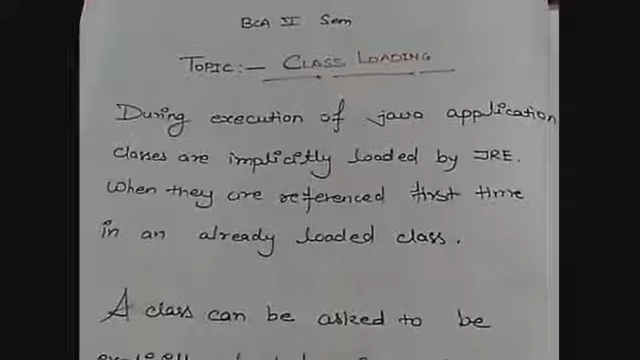 BCA VI Sem
TOPIC:- CLASS LOADING
During execution of java application
classes are implicitly loaded by JRE.
When they are referenced first time
in an already loaded class.
A class can be asked to be